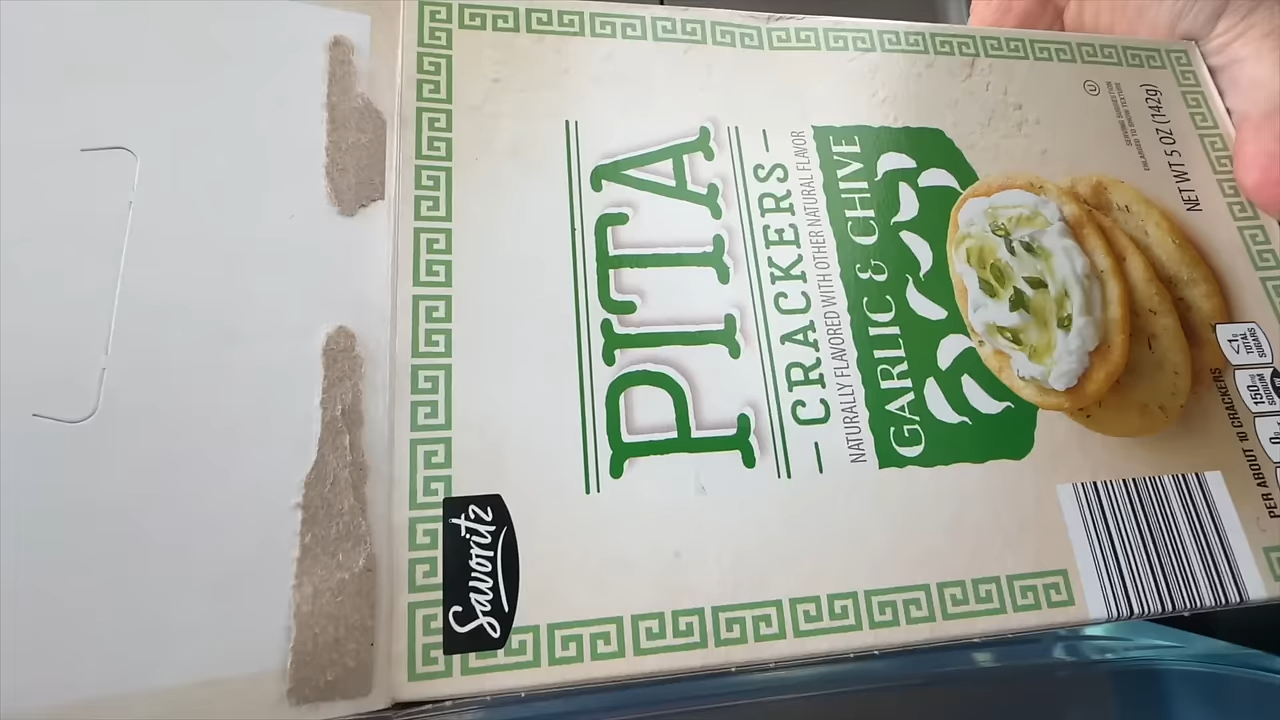 Savoritz
PITA
CRACKERS
NATURALLY FLAVORED WITH OTHER NATURAL FLAVOR
GARLIC & CHIVE
U
SERVING SUGGESTION
ENLARGED TO SHOW TEXTURE
NET WT 5 OZ (142g)
PER ABOUT 10 CRACKERS
150mg
SODIUM
<1g
TOTAL
SUGARS